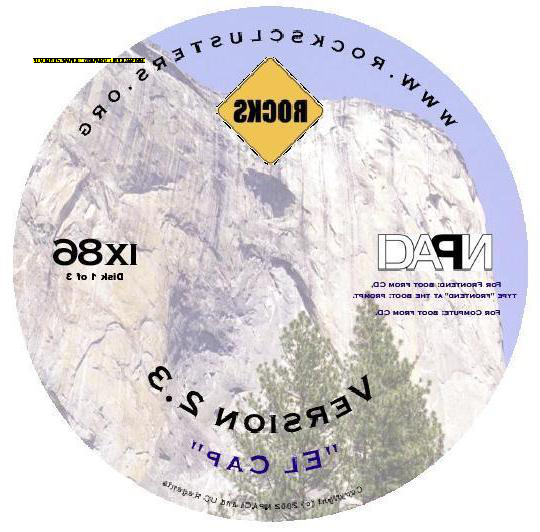 WWW.ROCKSCLUSTERS.ORG
ROCKS
NPACI
IX86
Disk 1 of 3
FOR FRONTEND: BOOT FROM CD,
TYPE "FRONTEND" AT THE BOOT: PROMPT.
FOR COMPUTE: BOOT FROM CD.
VERSION 2.3
"EL CAP"
Copyright (c) 2002 NPACI and UC Regents